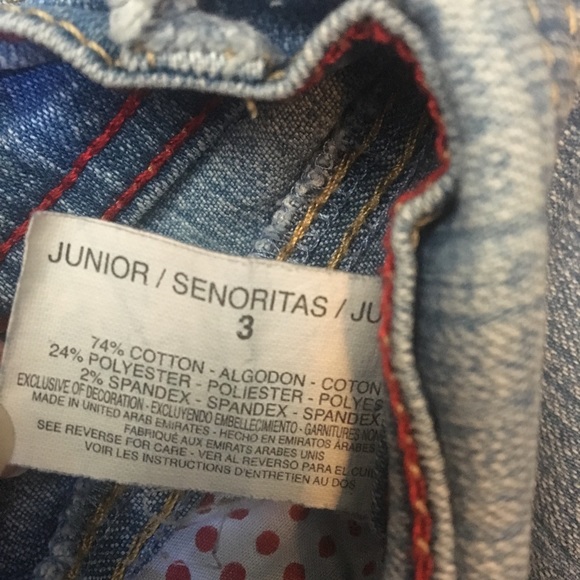 JUNIOR / SENORITAS / JU
3
74% COTTON - ALGODON - COTON
24% POLYESTER - POLIESTER - POLYES
2% SPANDEX - SPANDEX - SPANDEX
EXCLUSIVE OF DECORATION - EXCLUYENDO EMBELLECIMIENTO - GARNITURES NON
MADE IN UNITED ARAB EMIRATES - HECHO EN EMIRATOS ÁRABES
FABRIQUÉ AUX EMIRATS ARABES UNIS
SEE REVERSE FOR CARE - VER AL REVERSO PARA EL CUI
VOIR LES INSTRUCTIONS D'ENTRETIEN AU DOS